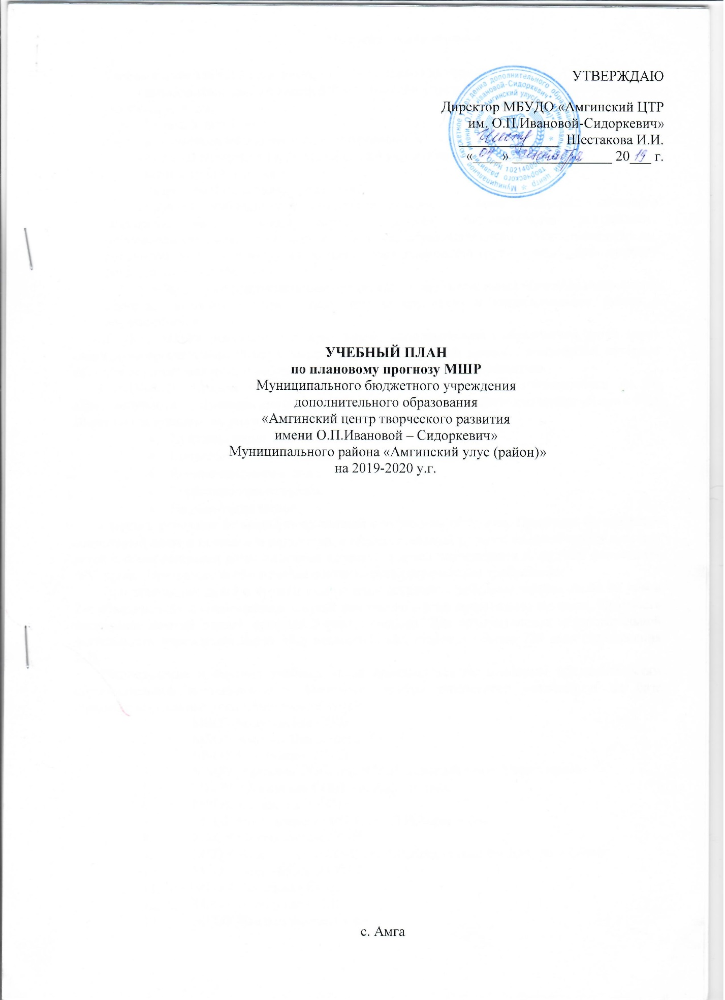 УТВЕРЖДАЮ
Директор МБУДО «Амгинский ЦТР
им. О.П.Ивановой-Сидоркевич»
Шестакова И.И.
«04» сентября 2019 г.
УЧЕБНЫЙ ПЛАН
по плановому прогнозу МШР
Муниципального бюджетного учреждения
дополнительного образования
«Амгинский центр творческого развития
имени О.П.Ивановой – Сидоркевич»
Муниципального района «Амгинский улус (район)»
на 2019-2020 у.г.
с. Амга